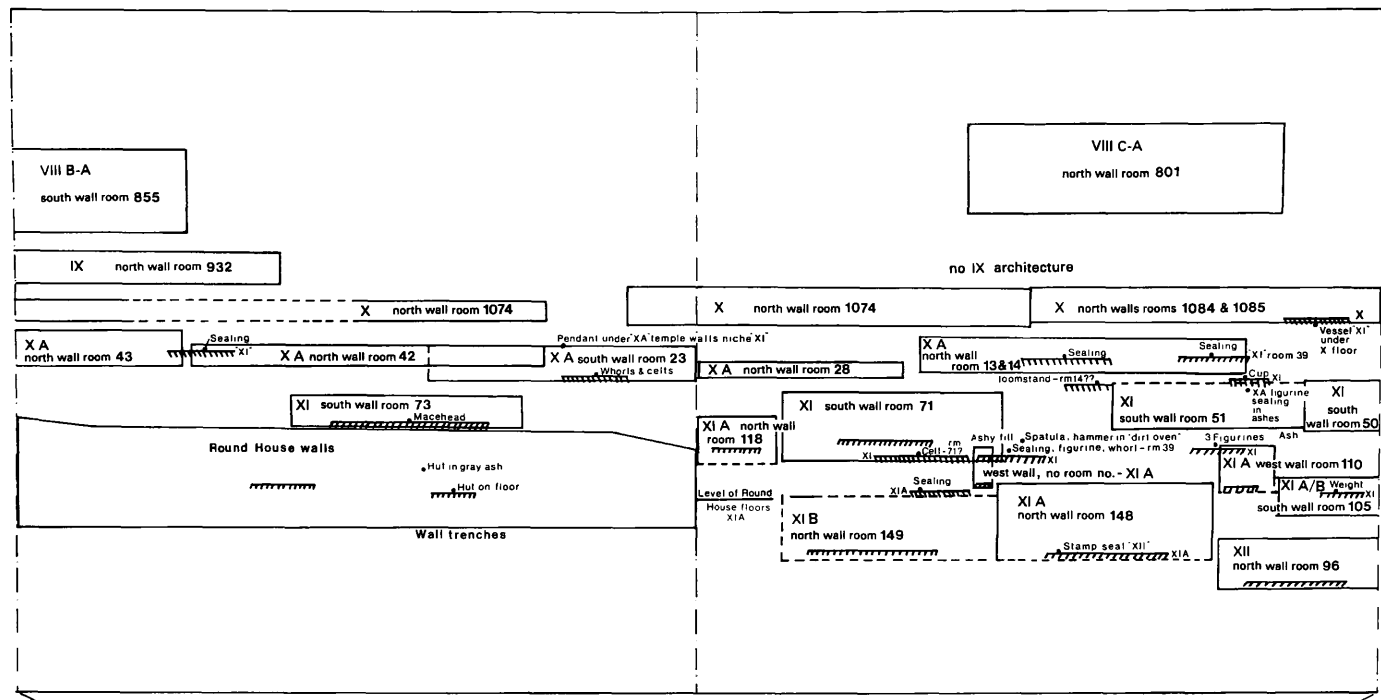 VIII B-A
south wall room 855
VIII C-A
north wall room 801
IX north wall room 932
no IX architecture
X north wall room 1074
X north wall room 1074
X north walls rooms 1084 & 1085
X
Vessel "XI"
under
X floor
X A
north wall room 43
Sealing
"XI"
X A north wall room 42
Pendant under "XA" temple walls niche "XI"
X A south wall room 23
Whorls & celts
X A north wall room 28
X A
north wall
room 13 & 14
Sealing
Sealing
"XI" room 39
loomstand-rm 14??
Cup XI
XA figurine
sealing
in
ashes
XI
south wall room 51
XI
south
wall room 50
XI south wall room 73
Macehead
Round House walls
Hut in gray ash
Hut on floor
Wall trenches
XI A north wall
room 118
XI south wall room 71
rm
XI Celt-71?
Ashy fill
Spatula, hammer in "dirt oven"
Sealing, figurine, whorl-rm 39
XI
west wall, no room no.-XI A
3 Figurines
XI
Ash
XI A west wall room 110
XI A/B Weight
XI
south wall room 105
Level of Round
House floors
XIA
Sealing
XIA
XI B
north wall room 149
XI A
north wall room 148
Stamp seal "XII"
XIA
XII
north wall room 96